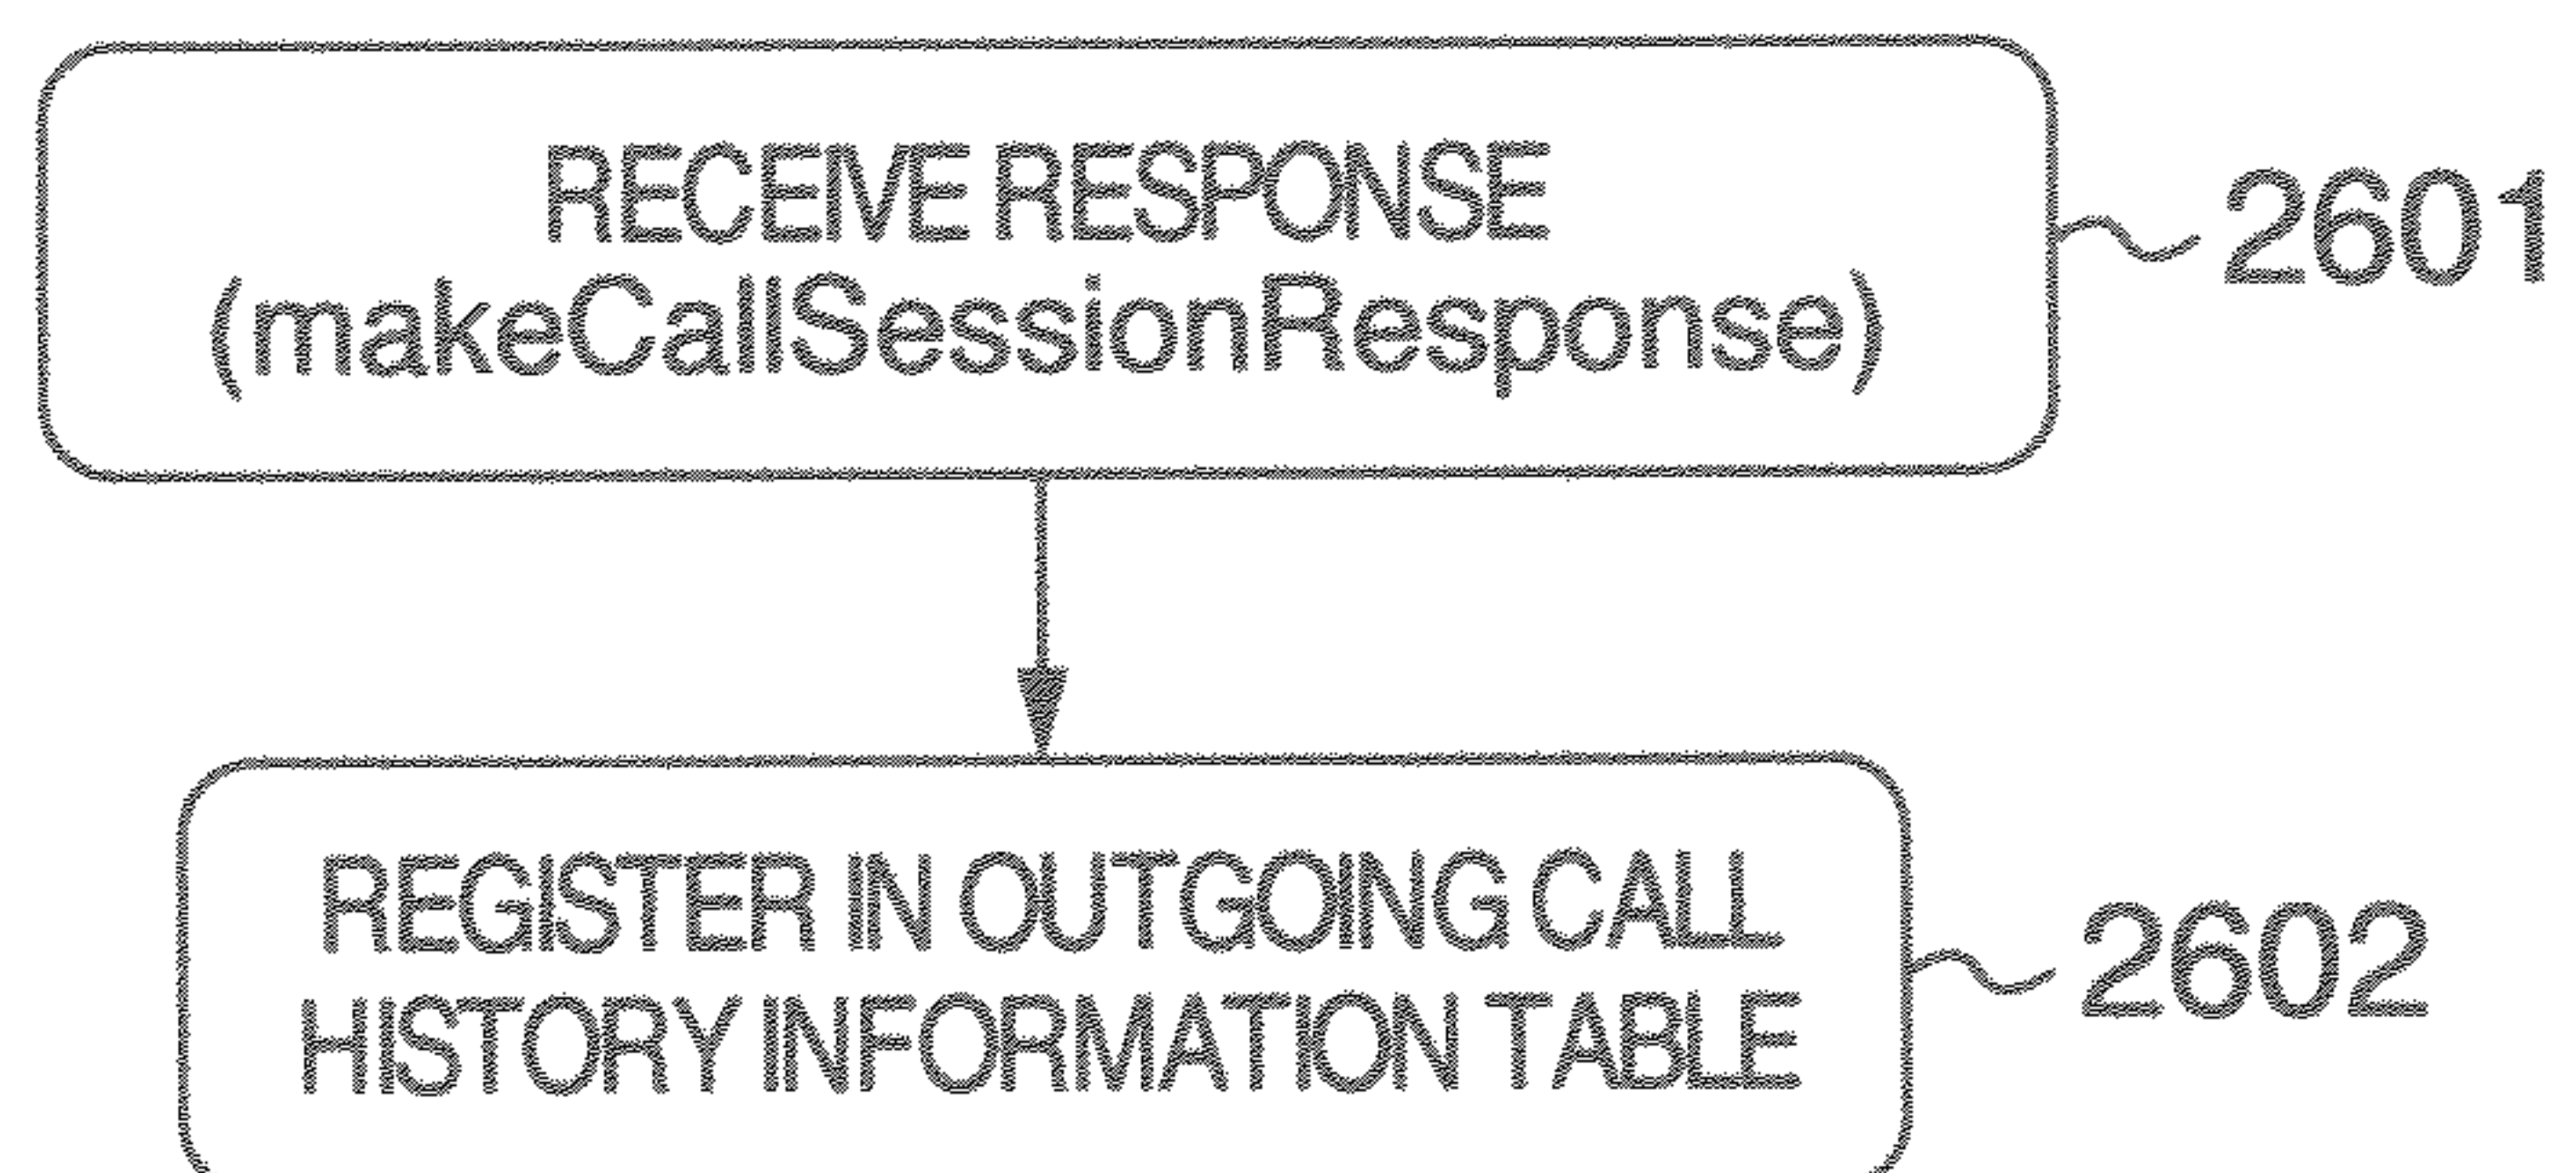 RECEIVE RESPONSE
(makeCallSessionResponse)
2601
REGISTER IN OUTGOING CALL
HISTORY INFORMATION TABLE
2602